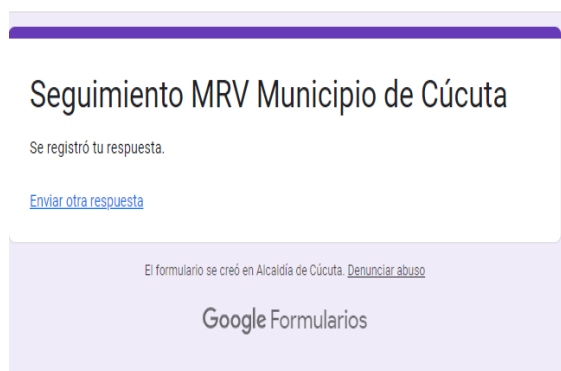 Seguimiento MRV Municipio de Cúcuta
Se registró tu respuesta.
Enviar otra respuesta
El formulario se creó en Alcaldía de Cúcuta. Denunciar abuso
Google Formularios